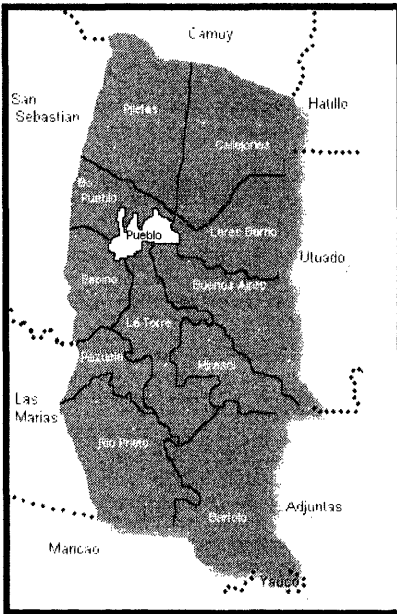 Camuy
San
Sebastian
Piletas
Hatillo
Callejones
Bo
Pueblo
Pueblo
Lares Barrio
Utuado
Espino
Buenos Aires
La Torre
Pezuela
Mirasol
Las
Marias
Rio Prieto
Bartolo
Adjuntas
Maricao
Yauco